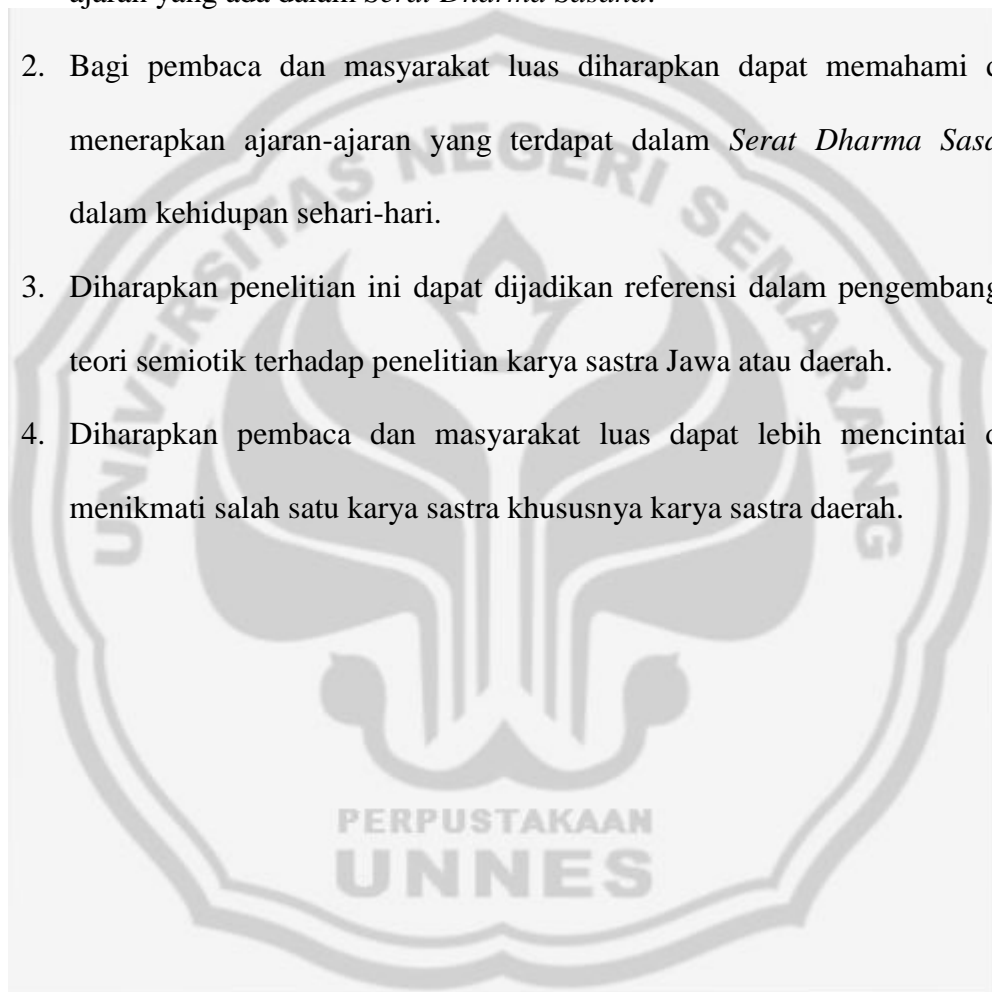 ajaran yang ada dalam Serat Dharma Sasana.
2. Bagi pembaca dan masyarakat luas diharapkan dapat memahami
menerapkan ajaran-ajaran yang terdapat dalam Serat Dharma
dalam kehidupan sehari-hari.
3. Diharapkan penelitian ini dapat dijadikan referensi dalam
teori semiotik terhadap penelitian karya sastra Jawa atau daerah.
4. Diharapkan pembaca dan masyarakat luas dapat lebih mencintai
menikmati salah satu karya sastra khususnya karya sastra daerah.
UNIVERSITAS NEGERI SEMARANG
PERPUSTAKAAN
UNNES